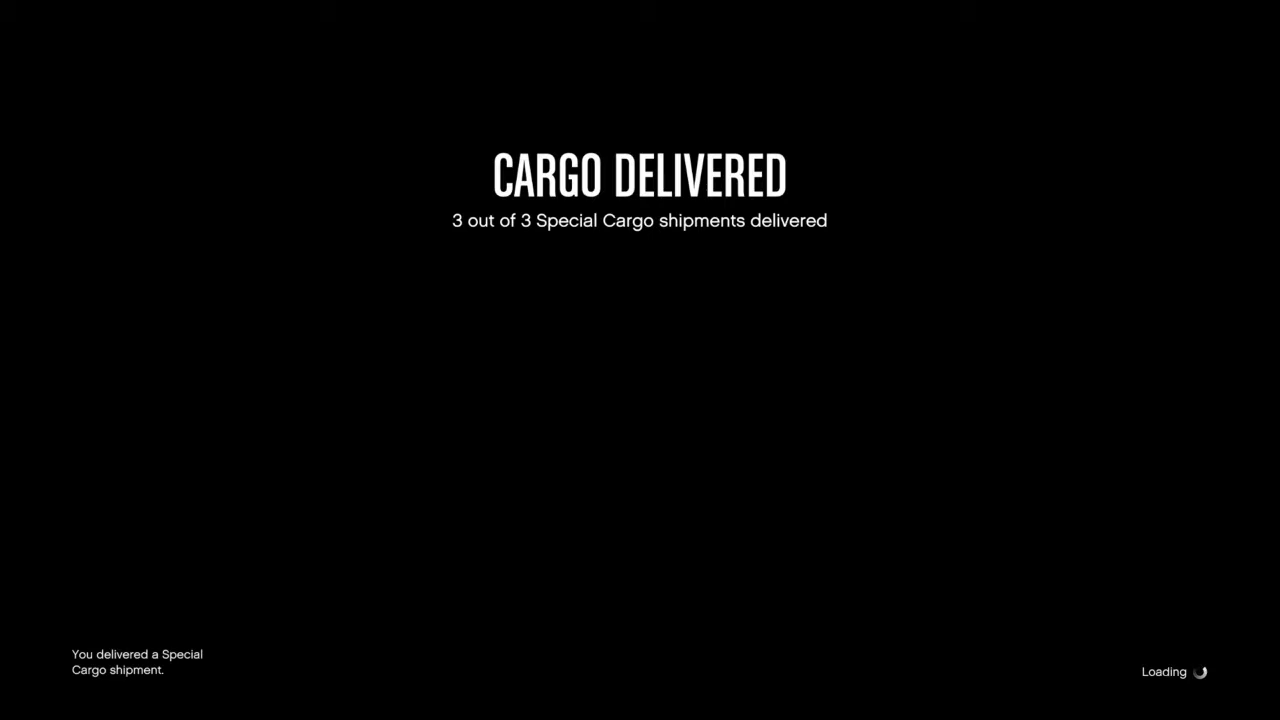 CARGO DELIVERED
3 out of 3 Special Cargo shipments delivered
You delivered a Special
Cargo shipment.
Loading